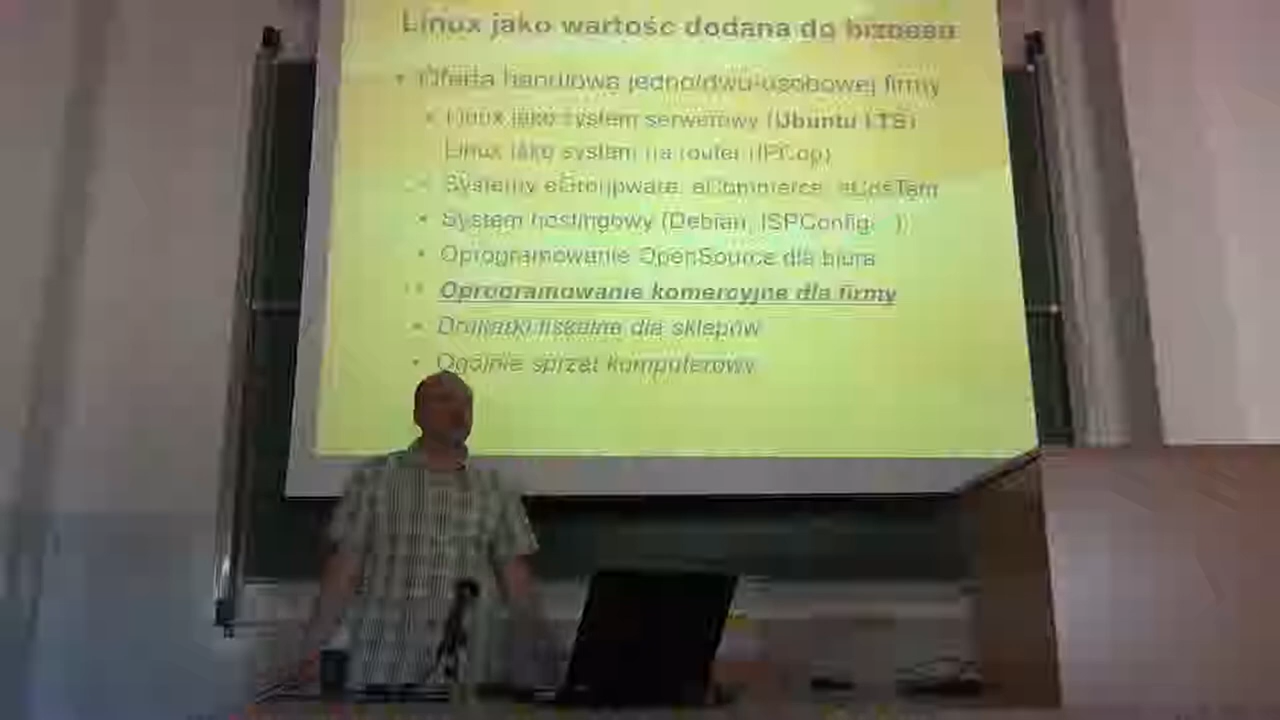 Linux jako wartość dodana do biznesu
Oferta handlowa jedno/dwu-osobowej firmy
Linux jako system serwerowy (Ubuntu LTS)
Linux jako system na router (IPCop)
Systemy eGroupware, eCommerce,
System hostingowy (Debian, ISPConfig...)
Oprogramowanie OpenSource dla biura
Oprogramowanie komercyjne dla firmy
Drukarki fiskalne dla sklepów
Ogólnie sprzęt komputerowy